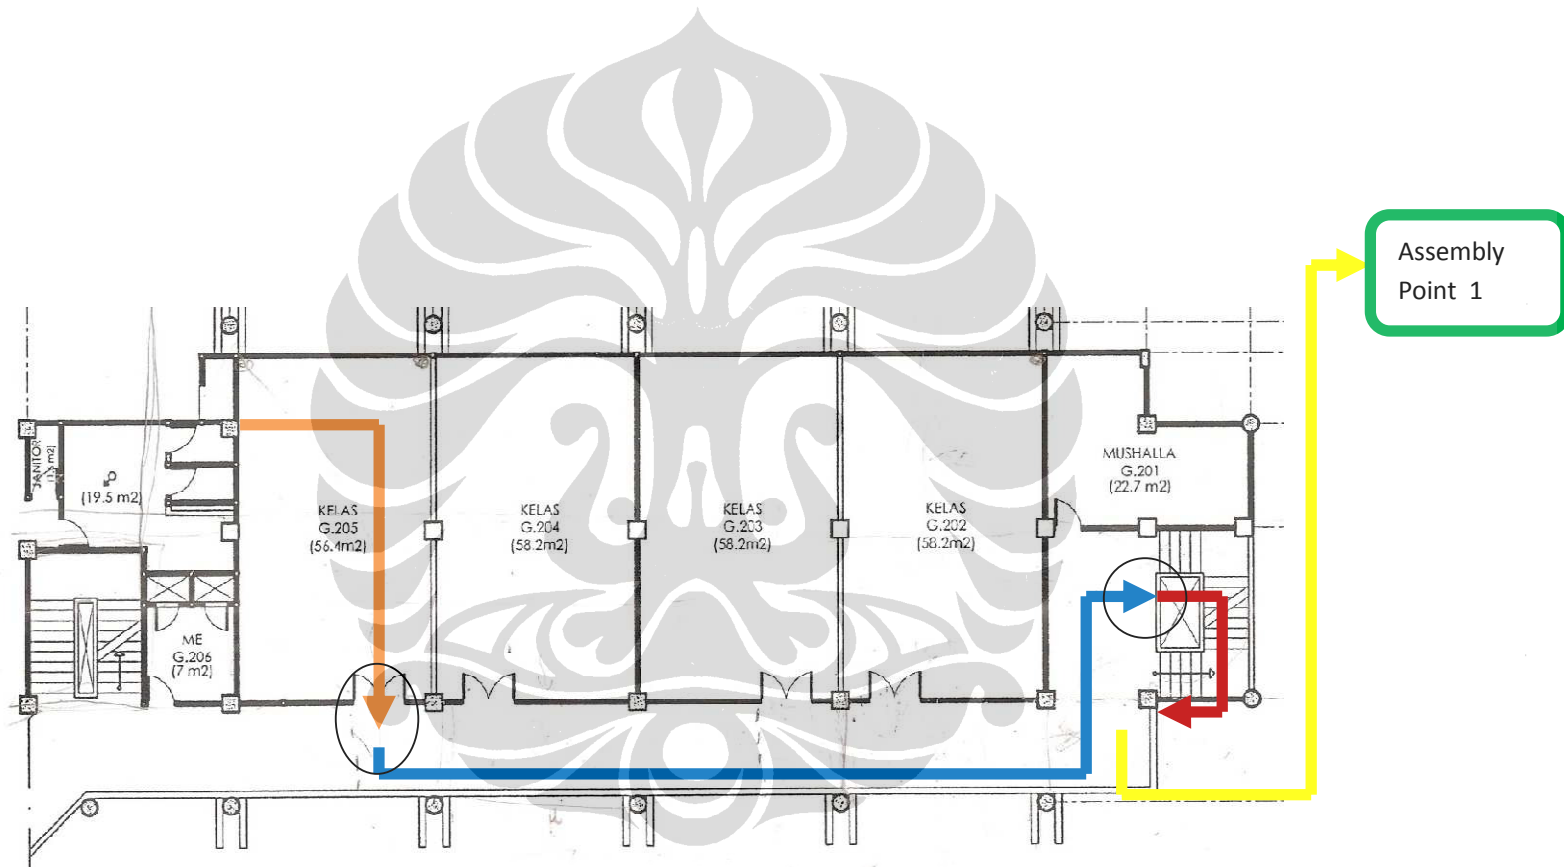 Assembly
Point 1
JANITOR
(19.5 m2)
KELAS
G.205
(56.4m2)
KELAS
G.204
(58.2m2)
KELAS
G.203
(58.2m2)
KELAS
G.202
(58.2m2)
MUSHALLA
G.201
(22.7 m2)
ME
G.206
(7 m2)